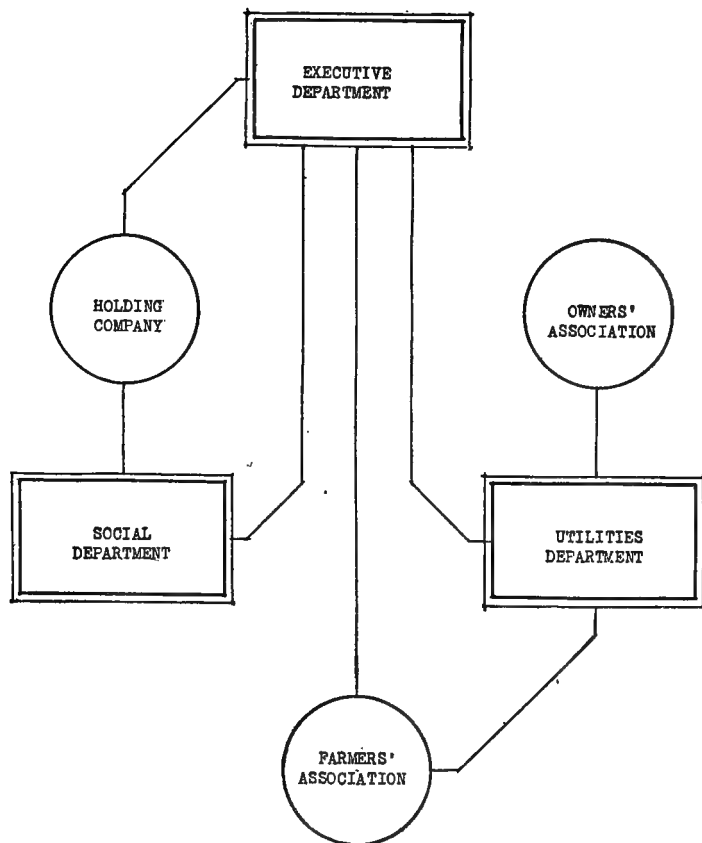 EXECUTIVE
DEPARTMENT
HOLDING
COMPANY
OWNERS'
ASSOCIATION
SOCIAL
DEPARTMENT
UTILITIES
DEPARTMENT
FARMERS'
ASSOCIATION